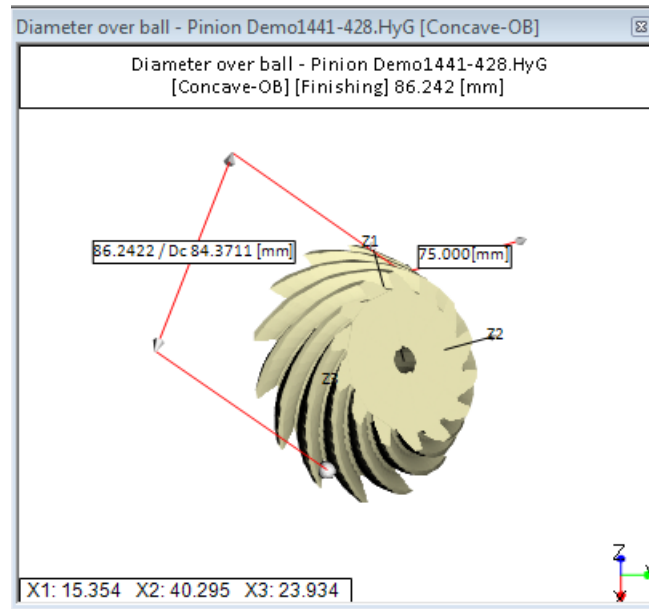 Diameter over ball - Pinion Demo1441-428.HyG [Concave-OB]
Diameter over ball - Pinion Demo1441-428.HyG
[Concave-OB] [Finishing] 86.242 [mm]
Z1
86.2422 / Dc 84.3711 [mm]
75.000[mm]
Z2
Z3
Z
X1: 15.354 X2: 40.295 X3: 23.934